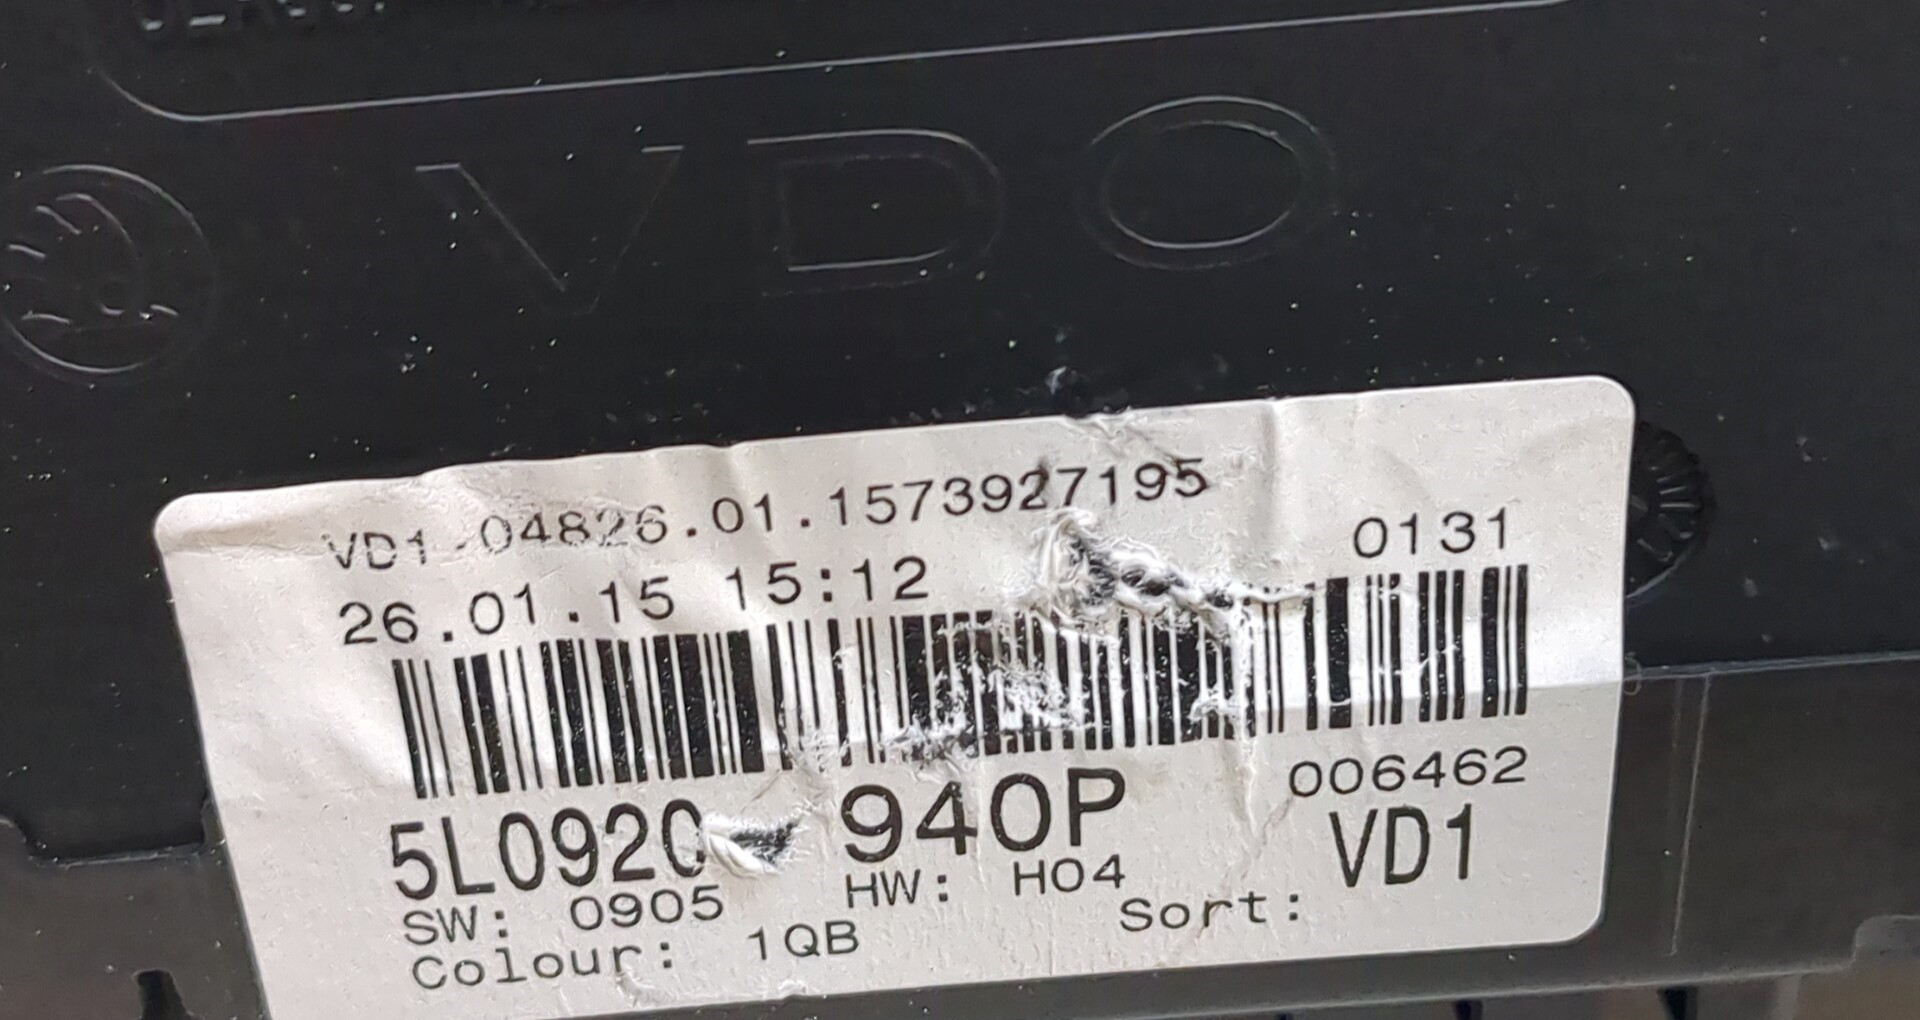 VDO
VD1-04826.01.1573927195
26.01.15 15:12
0131
5L0920 940P
006462
VD1
SW: 0905 HW: H04
Sort:
Colour: 1QB